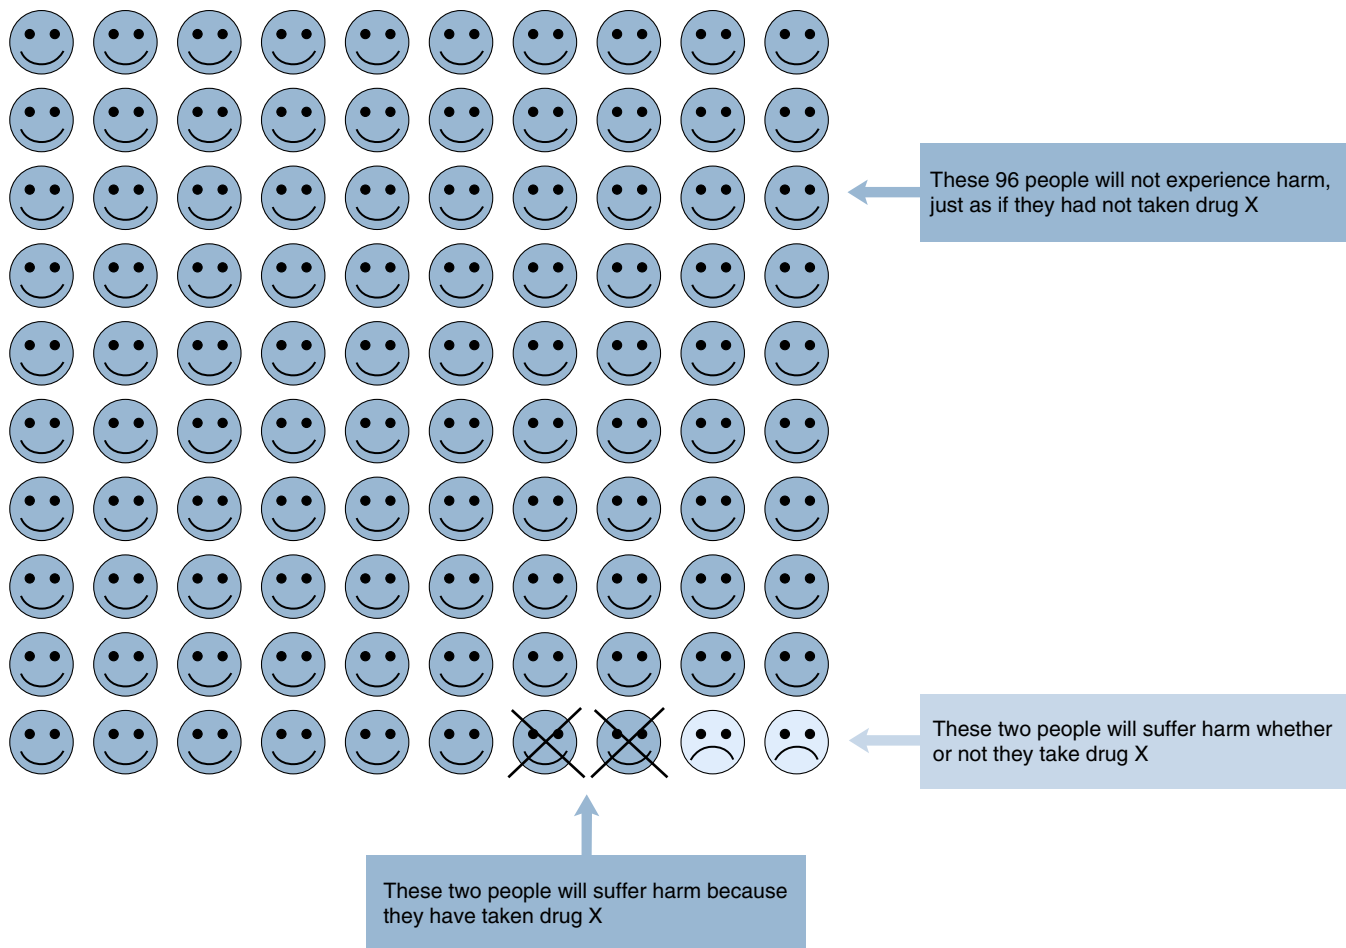 These 96 people will not experience harm,
just as if they had not taken drug X
These two people will suffer harm whether
or not they take drug X
These two people will suffer harm because
they have taken drug X